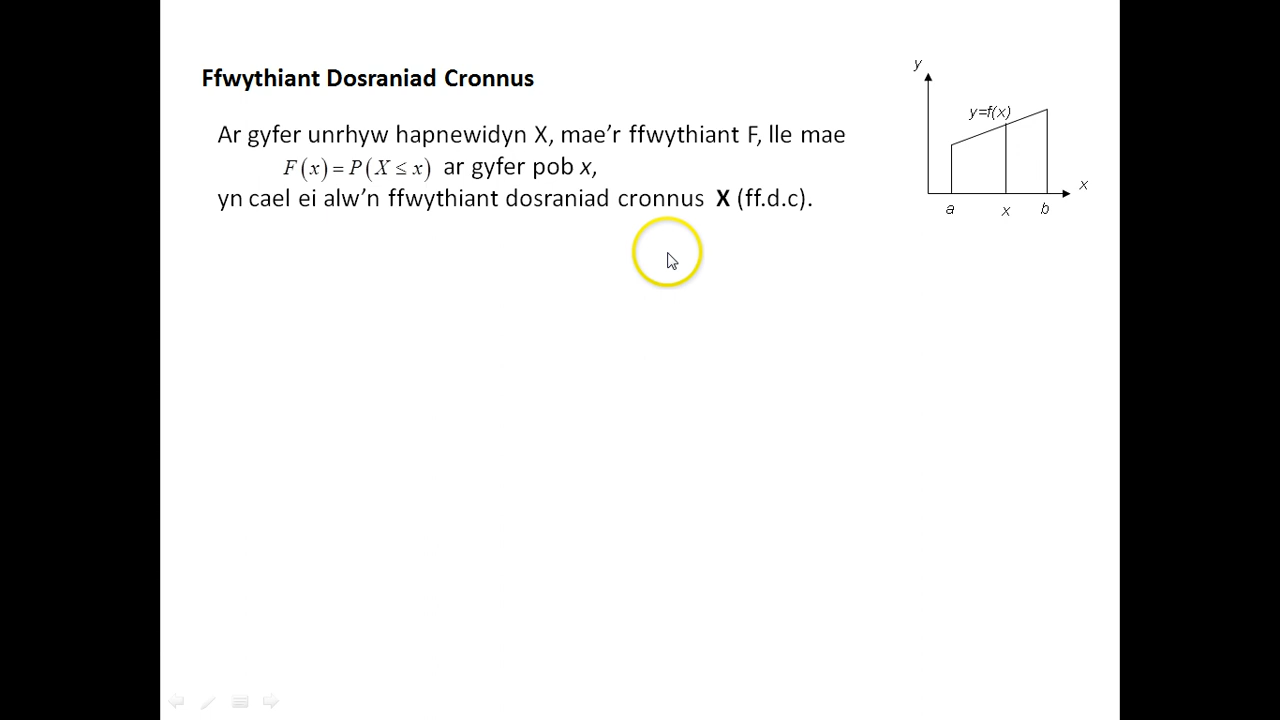 Ffwythiant Dosraniad Cronnus
Ar gyfer unrhyw hapnewidyn X, mae’r ffwythiant F, lle mae
F(x) = P(X ≤ x) ar gyfer pob x,
yn cael ei alw’n ffwythiant dosraniad cronnus X (ff.d.c).
y
y=f(x)
x
a
x
b